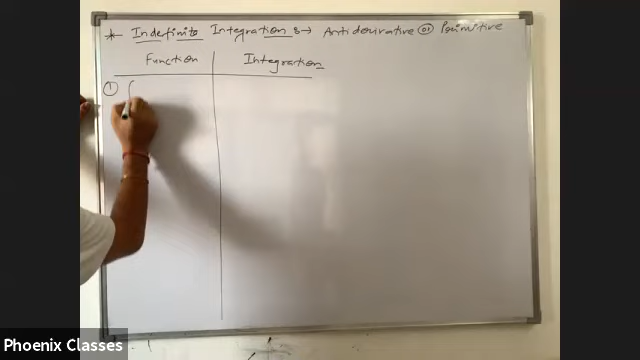 * Indefinite Integration :→ Antiderivative or Primitive
Function Integration
① ∫
Phoenix Classes